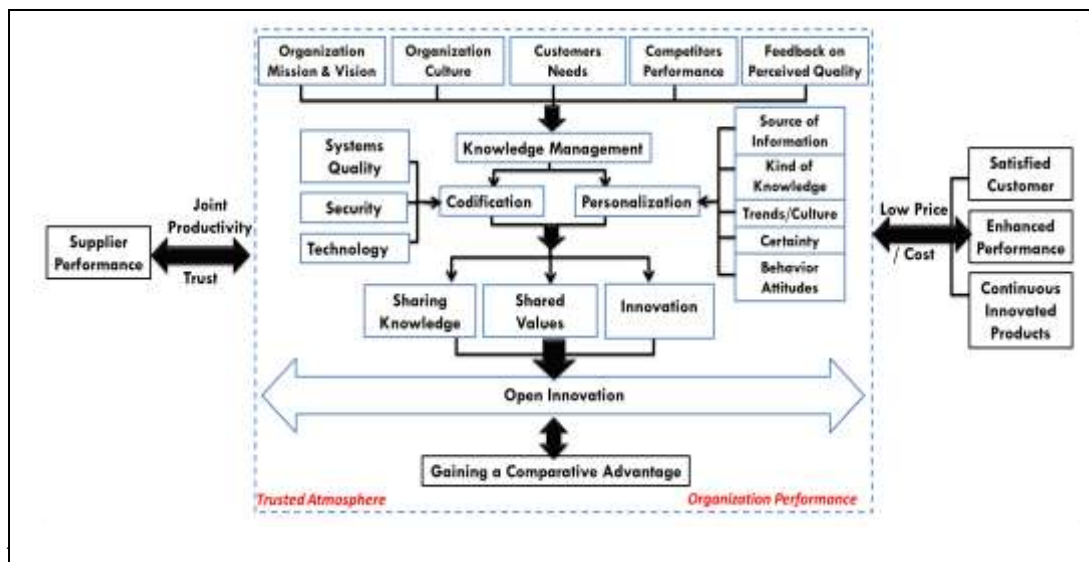 Organization
Mission & Vision
Organization
Culture
Customers
Needs
Competitors
Performance
Feedback on
Perceived Quality
Knowledge Management
Systems
Quality
Security
Technology
Codification
Personalization
Source of
Information
Kind of
Knowledge
Trends/Culture
Certainty
Behavior
Attitudes
Supplier
Performance
Joint
Productivity
Trust
Low Price
/ Cost
Satisfied
Customer
Enhanced
Performance
Continuous
Innovated
Products
Sharing
Knowledge
Shared
Values
Innovation
Open Innovation
Gaining a Comparative Advantage
Trusted Atmosphere
Organization Performance